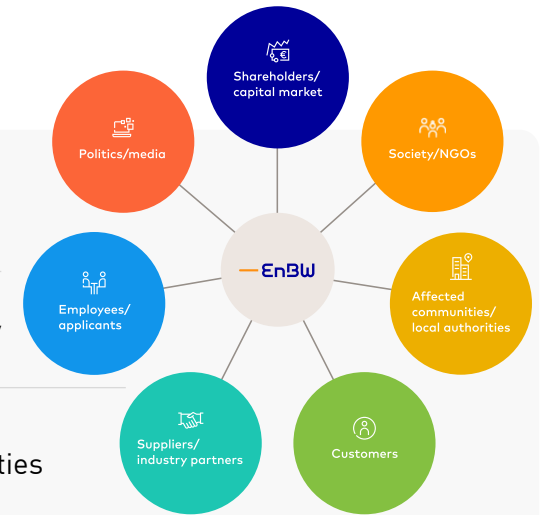 Shareholders/
capital market
Politics/media
Society/NGOs
EnBW
Employees/
applicants
Affected
communities/
local authorities
Suppliers/
industry partners
Customers
ties